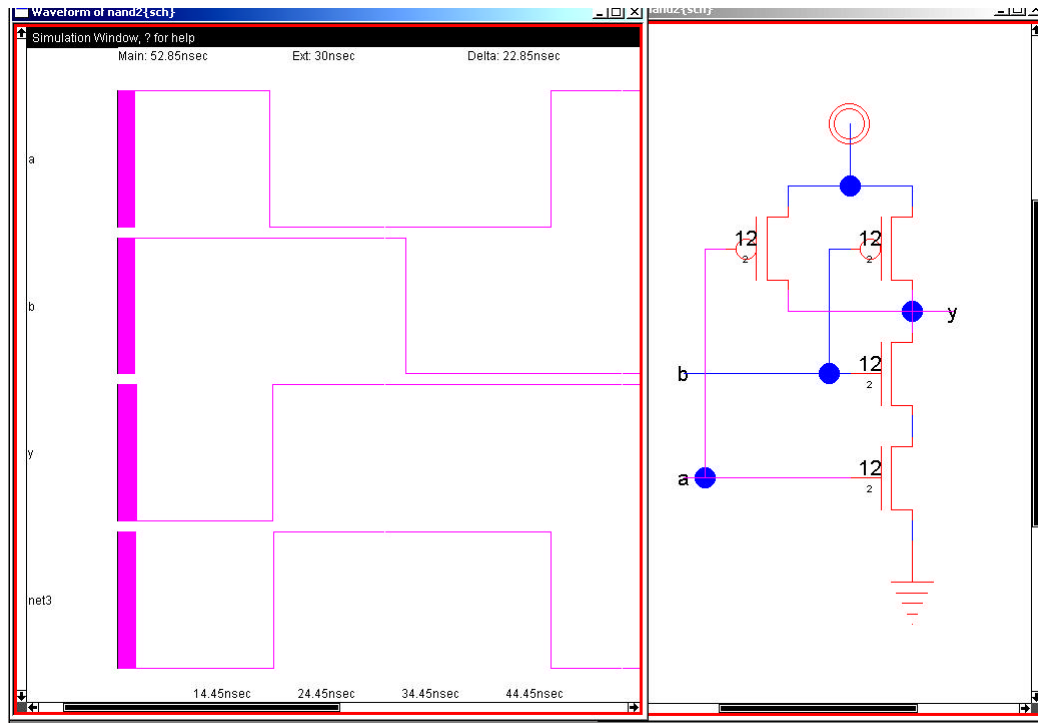 Waveform of nand2{sch}
Simulation Window, ? for help
Main: 52.85nsec Ext: 30nsec Delta: 22.85nsec
a
b
y
net3
14.45nsec 24.45nsec 34.45nsec 44.45nsec
nand2{sch}
12
2
12
2
y
b
12
2
a
12
2